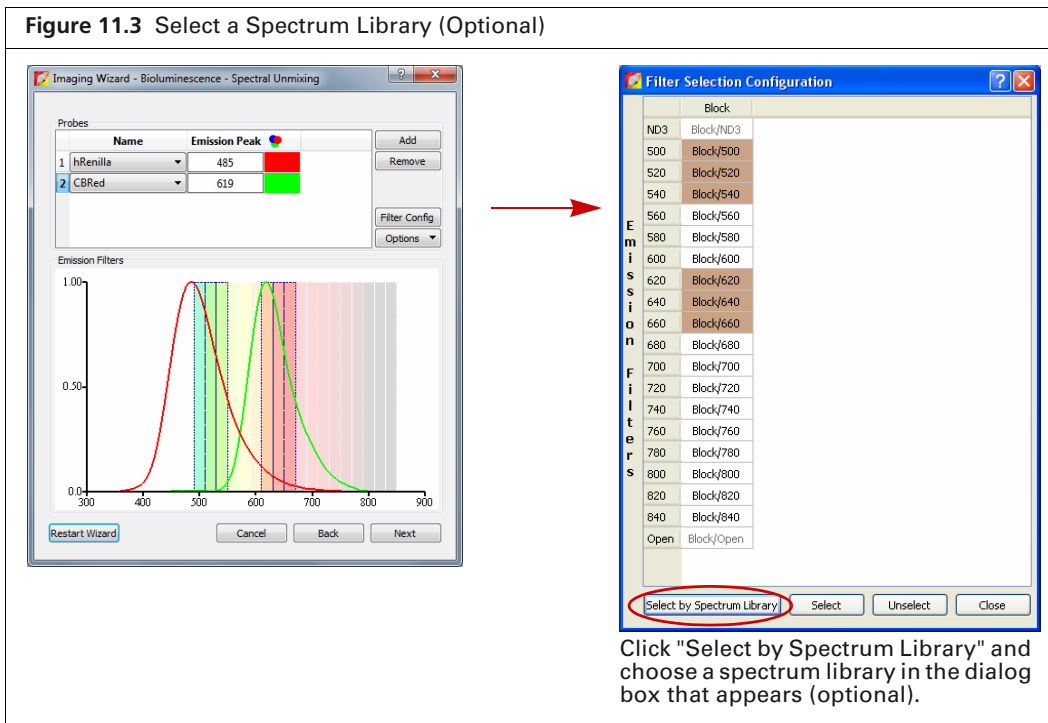 Figure 11.3 Select a Spectrum Library (Optional)
Imaging Wizard - Bioluminescence - Spectral Unmixing
Probes
Name Emission Peak
1 hRenilla 485
2 CBRed 619
Add
Remove
Filter Config
Options
Emission Filters
1.00
0.50
0.0
300 400 500 600 700 800 900
Restart Wizard Cancel Back Next
Filter Selection Configuration
Block
Emission Filters
ND3 Block/ND3
500 Block/500
520 Block/520
540 Block/540
560 Block/560
580 Block/580
600 Block/600
620 Block/620
640 Block/640
660 Block/660
680 Block/680
700 Block/700
720 Block/720
740 Block/740
760 Block/760
780 Block/780
800 Block/800
820 Block/820
840 Block/840
Open Block/Open
Select by Spectrum Library Select Unselect Close
Click "Select by Spectrum Library" and
choose a spectrum library in the dialog
box that appears (optional).